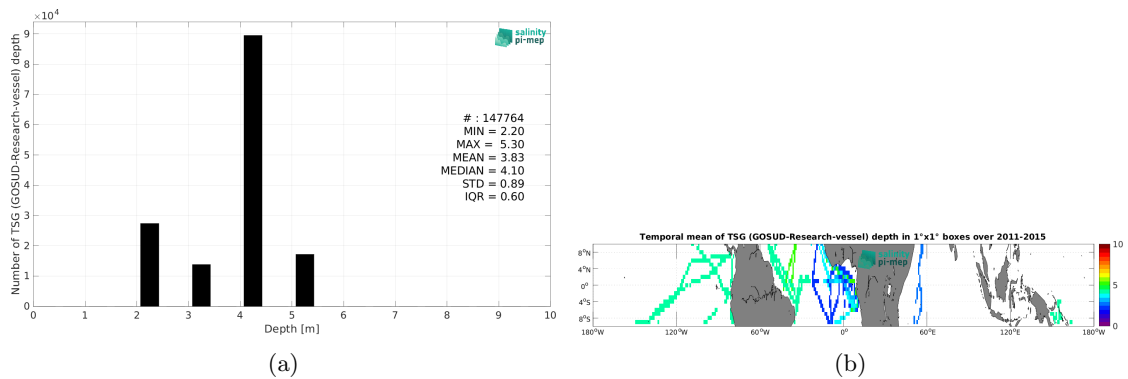 ×10⁴
9
8
7
6
5
4
3
2
1
0
Number of TSG (GOSUD-Research-vessel) depth
salinity
pi-mep
# : 147764
MIN = 2.20
MAX = 5.30
MEAN = 3.83
MEDIAN = 4.10
STD = 0.89
IQR = 0.60
0 1 2 3 4 5 6 7 8 9 10
Depth [m]
(a)
Temporal mean of TSG (GOSUD-Research-vessel) depth in 1°x1° boxes over 2011-2015
salinity
pi-mep
8°N
4°N
0°
4°S
8°S
180°W 120°W 60°W 0° 60°E 120°E 180°W
10
5
0
(b)